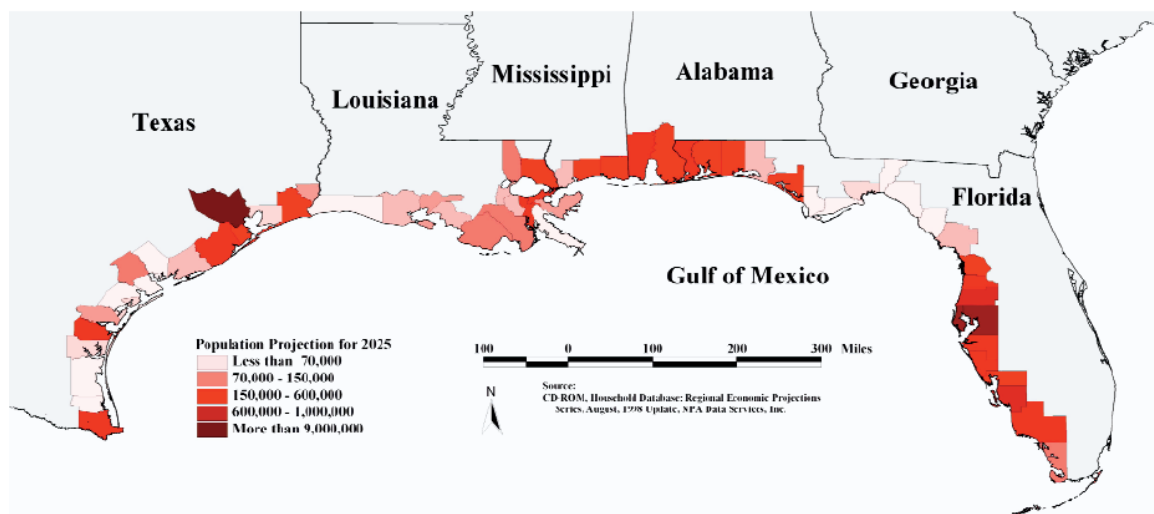 Mississippi
Alabama
Georgia
Louisiana
Texas
Florida
Gulf of Mexico
Population Projection for 2025
Less than 70,000
70,000 - 150,000
150,000 - 600,000
600,000 - 1,000,000
More than 9,000,000
100 0 100 200 300 Miles
N
Source:
CD-ROM, Household Database: Regional Economic Projections
Series, August, 1998 Update, NPA Data Services, Inc.